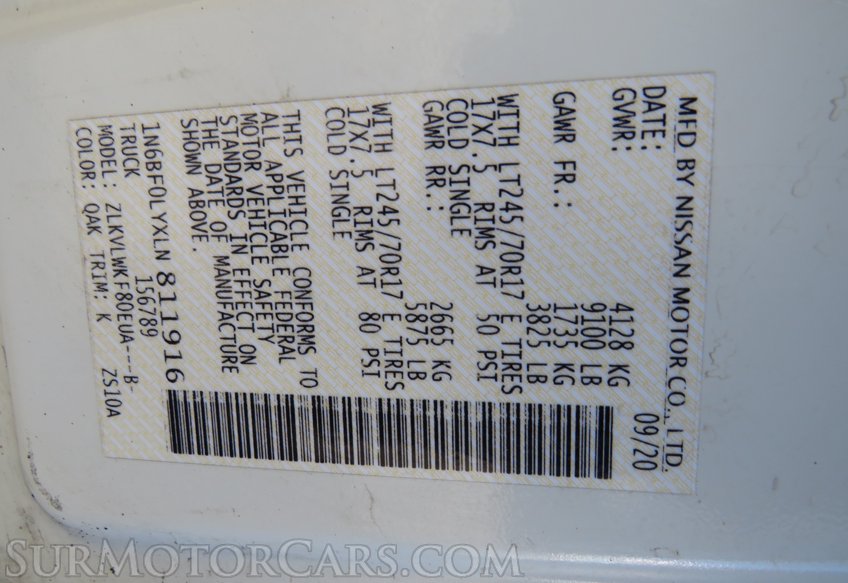 MFD BY NISSAN MOTOR CO., LTD.
DATE: 09/20
GVWR: 4128 KG
9100 LB
GAWR FR.: 1735 KG
3825 LB
WITH LT245/70R17 E TIRES
17X7.5 RIMS AT 50 PSI
COLD SINGLE
GAWR RR.: 2665 KG
5875 LB
WITH LT245/70R17 E TIRES
17X7.5 RIMS AT 80 PSI
COLD SINGLE
THIS VEHICLE CONFORMS TO
ALL APPLICABLE FEDERAL
MOTOR VEHICLE SAFETY
STANDARDS IN EFFECT ON
THE DATE OF MANUFACTURE
SHOWN ABOVE.
1N6BF0LYXLN811916
TRUCK 156789
MODEL: ZLKVLWKF80EUA---B-
COLOR: QAK TRIM: K ZS10A
SURMOTORCARS.COM